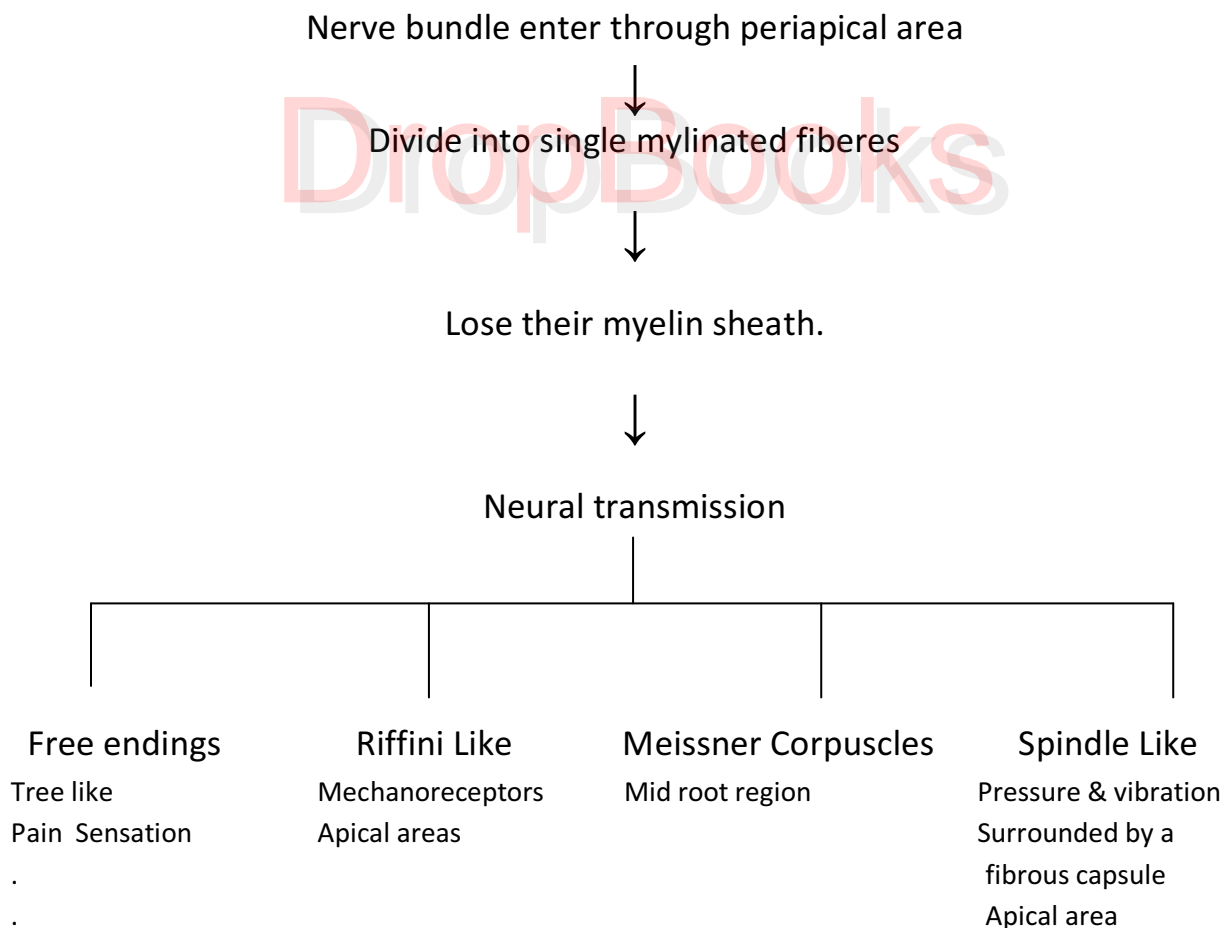 Nerve bundle enter through periapical area
DropBooks
Divide into single mylinated fiberes
Lose their myelin sheath.
Neural transmission
Free endings
Tree like
Pain Sensation
.
.
Riffini Like
Mechanoreceptors
Apical areas
Meissner Corpuscles
Mid root region
Spindle Like
Pressure & vibration
Surrounded by a
fibrous capsule
Apical area